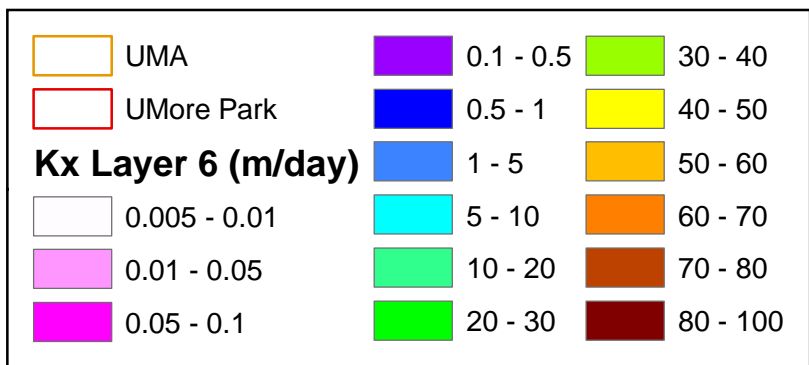 UMA
UMore Park
Kx Layer 6 (m/day)
0.005 - 0.01
0.01 - 0.05
0.05 - 0.1
0.1 - 0.5
0.5 - 1
1 - 5
5 - 10
10 - 20
20 - 30
30 - 40
40 - 50
50 - 60
60 - 70
70 - 80
80 - 100